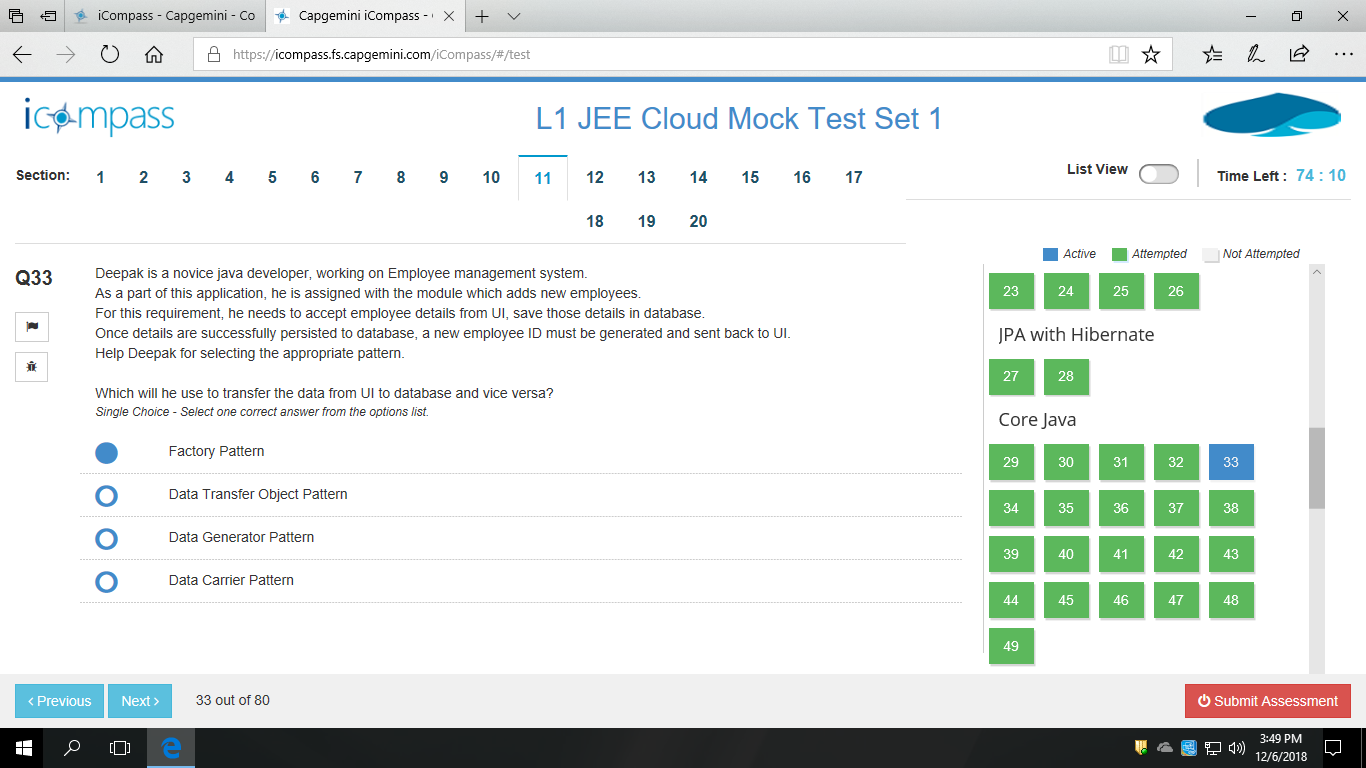 iCompass - Capgemini - Co
Capgemini iCompass -
https://icompass.fs.capgemini.com/iCompass/#/test
icompass
L1 JEE Cloud Mock Test Set 1
Section: 1 2 3 4 5 6 7 8 9 10 11 12 13 14 15 16 17
18 19 20
List View
Time Left : 74 : 10
Active Attempted Not Attempted
Q33
Deepak is a novice java developer, working on Employee management system.
As a part of this application, he is assigned with the module which adds new employees.
For this requirement, he needs to accept employee details from UI, save those details in database.
Once details are successfully persisted to database, a new employee ID must be generated and sent back to UI.
Help Deepak for selecting the appropriate pattern.
Which will he use to transfer the data from UI to database and vice versa?
Single Choice - Select one correct answer from the options list.
Factory Pattern
Data Transfer Object Pattern
Data Generator Pattern
Data Carrier Pattern
23 24 25 26
JPA with Hibernate
27 28
Core Java
29 30 31 32 33
34 35 36 37 38
39 40 41 42 43
44 45 46 47 48
49
< Previous
Next >
33 out of 80
Submit Assessment
3:49 PM
12/6/2018